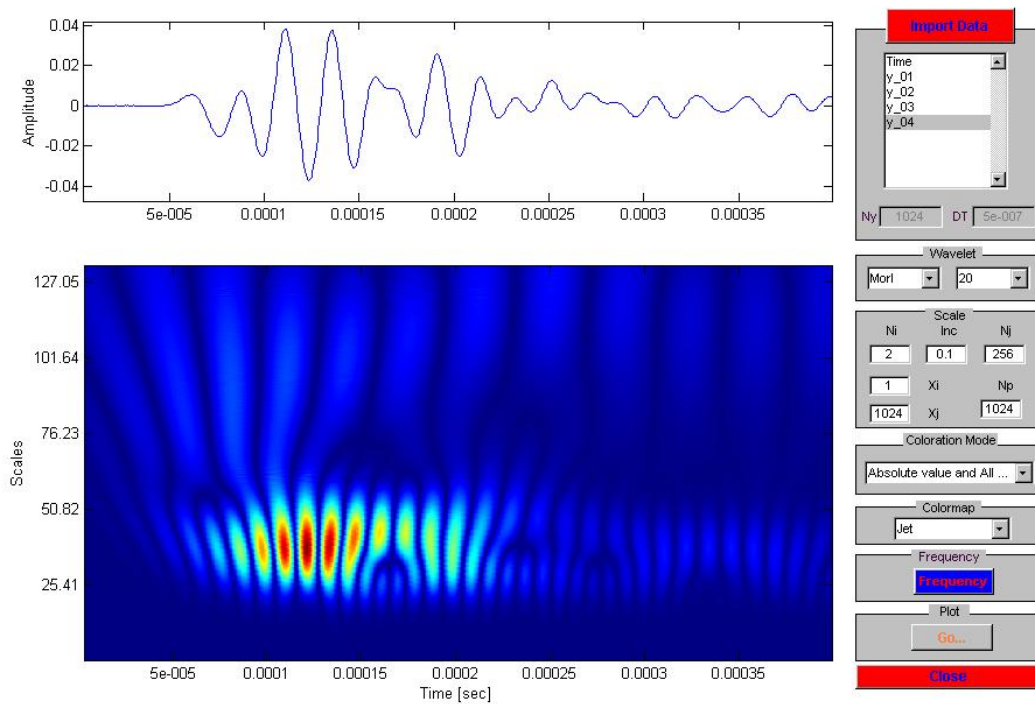 0.04
0.02
0
-0.02
-0.04
Amplitude
5e-005 0.0001 0.00015 0.0002 0.00025 0.0003 0.00035
127.05
101.64
76.23
50.82
25.41
Scales
5e-005 0.0001 0.00015 0.0002 0.00025 0.0003 0.00035
Time [sec]
Import Data
Time
y_01
y_02
y_03
y_04
Ny 1024 DT 5e-007
Wavelet
Morl 20
Scale
Ni Inc Nj
2 0.1 256
1 Xi Np
1024 Xj 1024
Coloration Mode
Absolute value and All ...
Colormap
Jet
Frequency
Frequency
Plot
Go...
Close